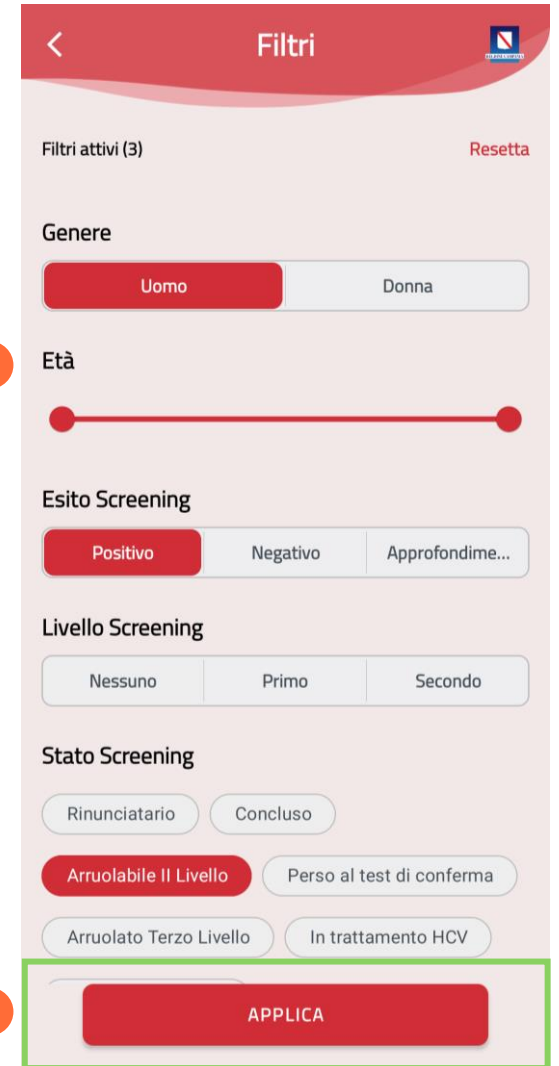 Filtri
Filtri attivi (3) Resetta
Genere
Uomo Donna
Età
Esito Screening
Positivo Negativo Approfondime...
Livello Screening
Nessuno Primo Secondo
Stato Screening
Rinunciatario Concluso
Arruolabile II Livello Perso al test di conferma
Arruolato Terzo Livello In trattamento HCV
APPLICA